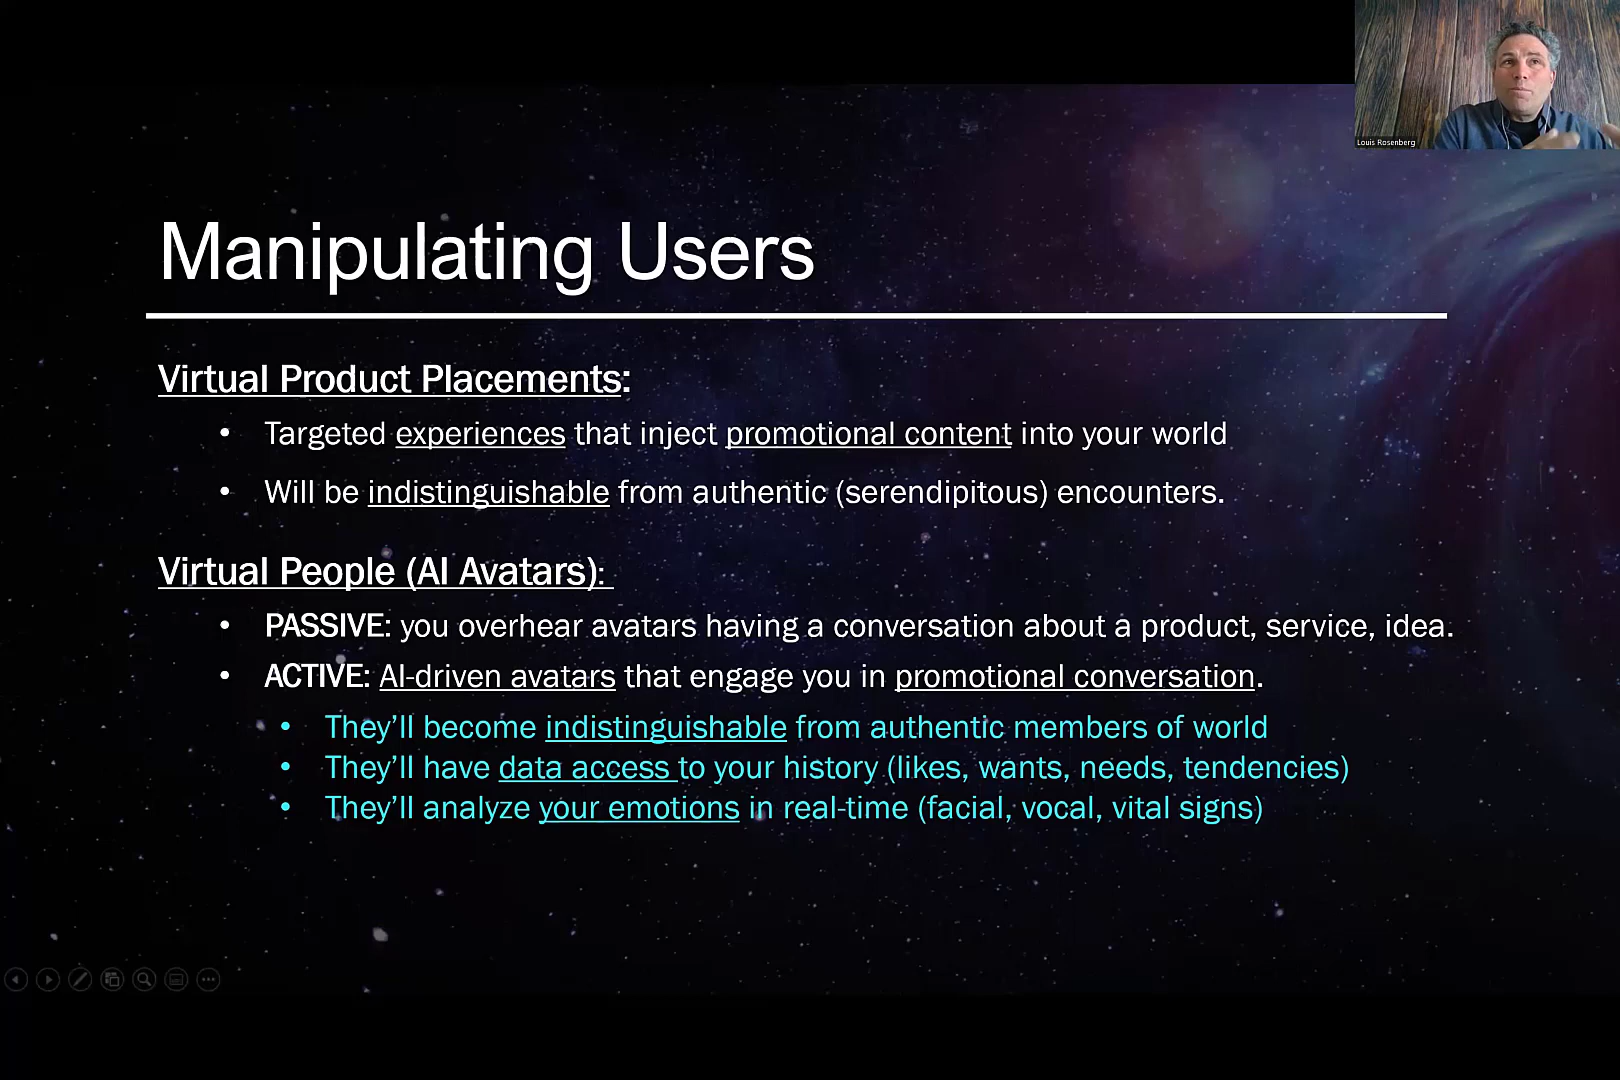 Louis Rosenberg
Manipulating Users
Virtual Product Placements:
• Targeted experiences that inject promotional content into your world
• Will be indistinguishable from authentic (serendipitous) encounters.
Virtual People (AI Avatars):
• PASSIVE: you overhear avatars having a conversation about a product, service, idea.
• ACTIVE: AI-driven avatars that engage you in promotional conversation.
• They’ll become indistinguishable from authentic members of world
• They’ll have data access to your history (likes, wants, needs, tendencies)
• They’ll analyze your emotions in real-time (facial, vocal, vital signs)